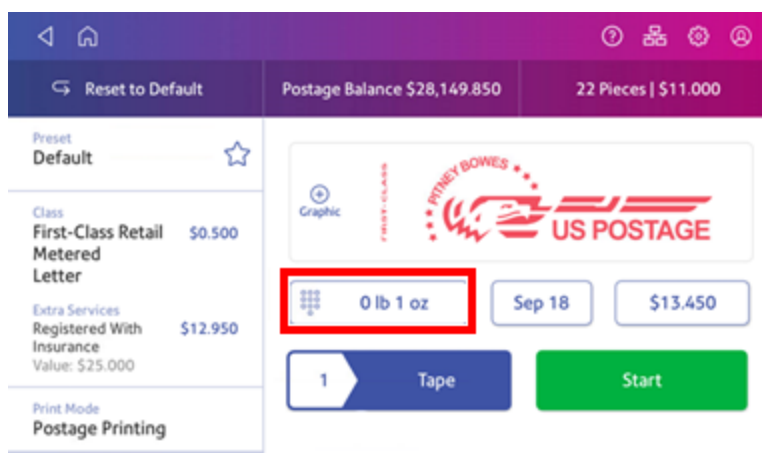 Reset to Default
Postage Balance $28,149.850
22 Pieces | $11.000
Preset
Default
Class
First-Class Retail $0.500
Metered
Letter
Extra Services
Registered With $12.950
Insurance
Value: $25.000
Print Mode
Postage Printing
Graphic
FIRST-CLASS
PITNEY BOWES
US POSTAGE
0 lb 1 oz
Sep 18
$13.450
1
Tape
Start